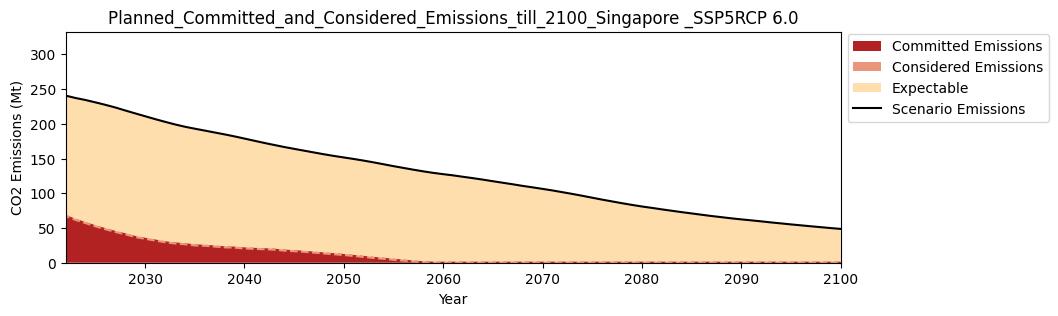 Planned_Committed_and_Considered_Emissions_till_2100_Singapore _SSP5RCP 6.0
Committed Emissions
Considered Emissions
Expectable
Scenario Emissions
CO2 Emissions (Mt)
300
250
200
150
100
50
0
2030 2040 2050 2060 2070 2080 2090 2100
Year